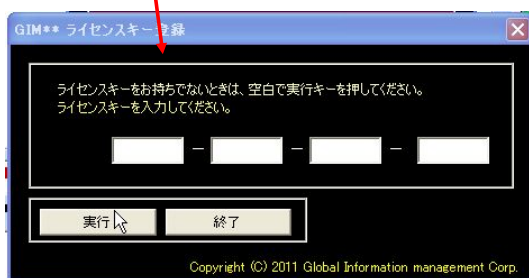 GIM** ライセンスキー登録
ライセンスキーをお持ちでないときは、空白で実行キーを押してください。
ライセンスキーを入力してください。
－ － －
実行 終了
Copyright (C) 2011 Global Information management Corp.